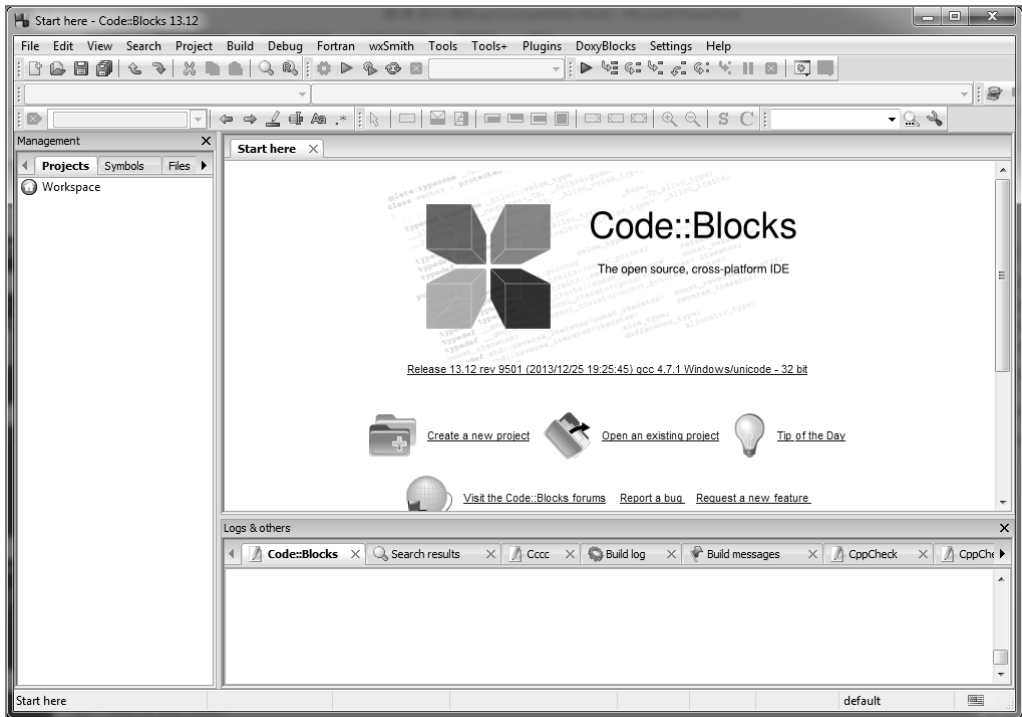 Start here - Code::Blocks 13.12
File Edit View Search Project Build Debug Fortran wxSmith Tools Tools+ Plugins DoxyBlocks Settings Help
Management
Start here
Projects Symbols Files
Workspace
Code::Blocks
The open source, cross-platform IDE
Release 13.12 rev 9501 (2013/12/25 19:25:45) gcc 4.7.1 Windows/unicode - 32 bit
Create a new project Open an existing project Tip of the Day
Visit the Code::Blocks forums Report a bug Request a new feature
Logs & others
Code::Blocks Search results Cccc Build log Build messages CppCheck CppChe
Start here default